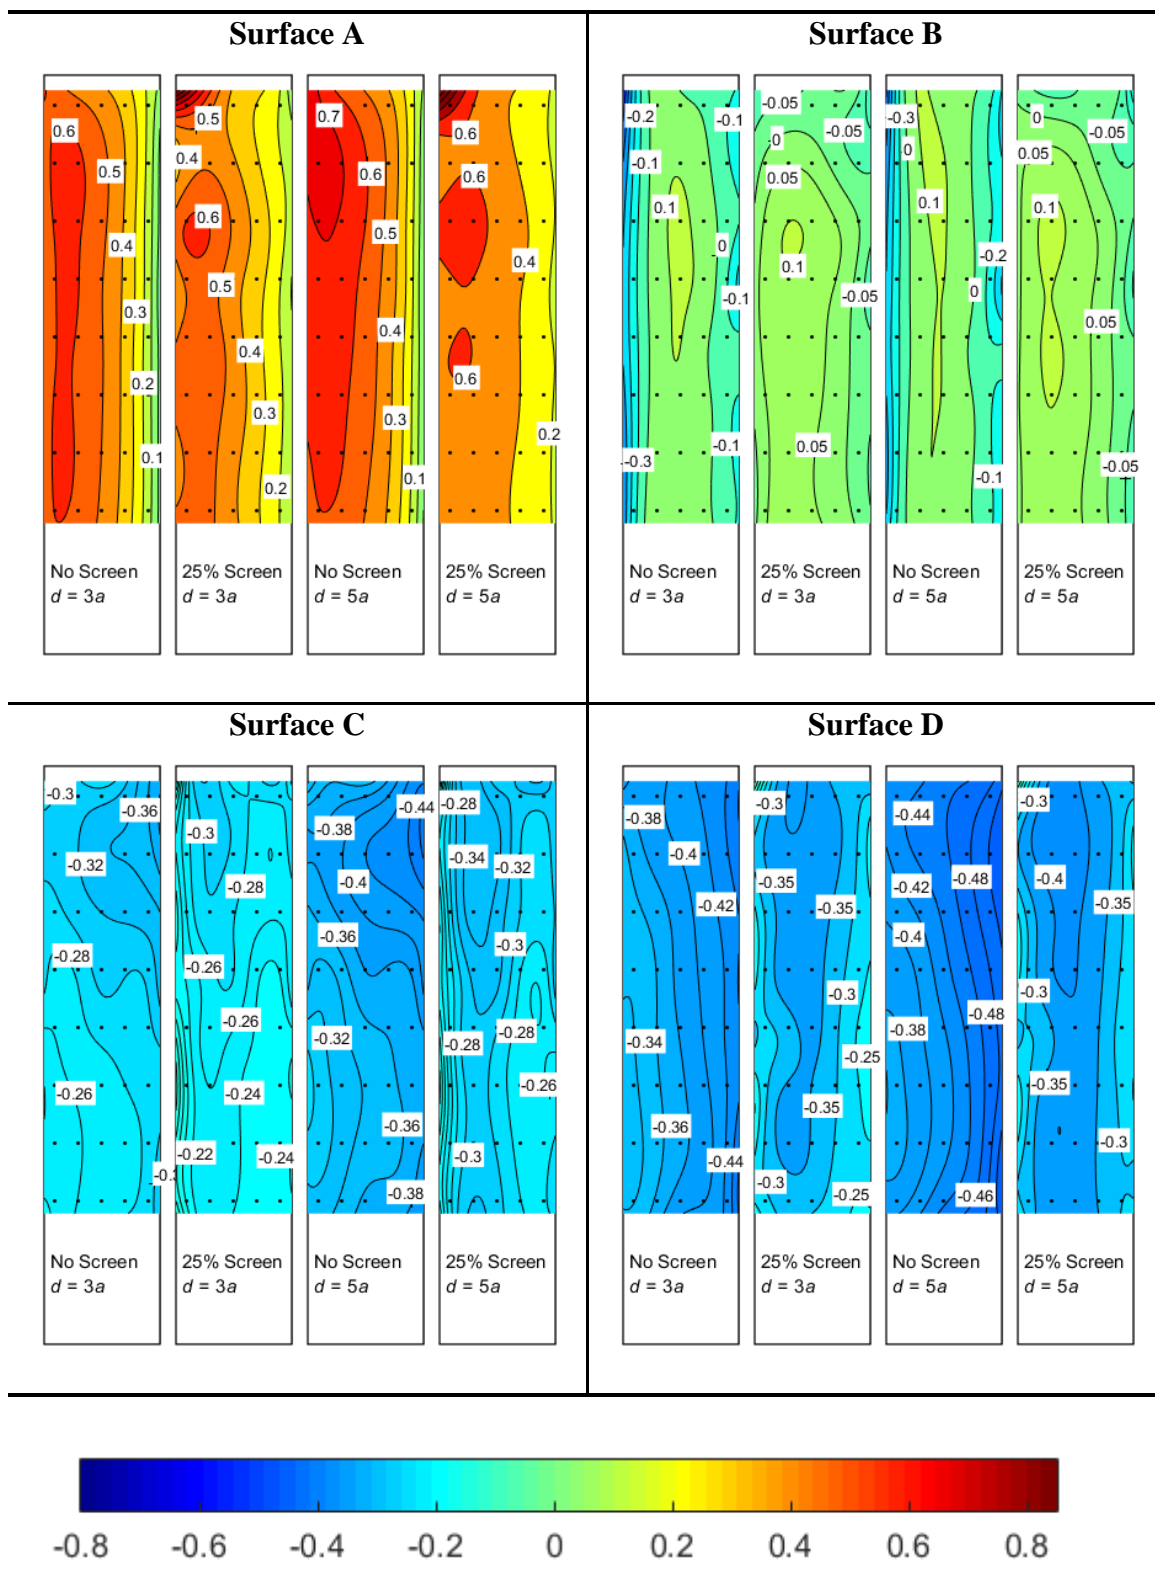 Surface A
0.6
0.5
0.4
0.3
0.2
0.1
No Screen
d = 3a
0.5
0.4
0.6
0.5
0.4
0.3
0.2
25% Screen
d = 3a
0.7
0.6
0.5
0.4
0.3
0.1
No Screen
d = 5a
0.6
0.6
0.4
0.6
0.2
25% Screen
d = 5a
Surface B
-0.2
-0.1
-0.1
0.1
0
-0.1
-0.1
-0.3
No Screen
d = 3a
-0.05
-0.05
0
0.05
0.1
-0.05
0.05
25% Screen
d = 3a
-0.3
0
0.1
-0.2
0
-0.1
No Screen
d = 5a
0
-0.05
0.05
0.1
0.05
-0.05
25% Screen
d = 5a
Surface C
-0.3
-0.36
-0.32
-0.28
-0.26
No Screen
d = 3a
-0.3
-0.28
-0.26
-0.26
-0.24
-0.22
-0.24
25% Screen
d = 3a
-0.44
-0.38
-0.4
-0.36
-0.32
-0.36
-0.38
No Screen
d = 5a
-0.28
-0.34
-0.32
-0.3
-0.28
-0.28
-0.26
-0.3
25% Screen
d = 5a
Surface D
-0.38
-0.4
-0.42
-0.34
-0.36
-0.44
No Screen
d = 3a
-0.3
-0.35
-0.35
-0.3
-0.25
-0.35
-0.3
-0.25
25% Screen
d = 3a
-0.44
-0.48
-0.42
-0.4
-0.48
-0.38
-0.46
No Screen
d = 5a
-0.3
-0.4
-0.35
-0.3
-0.35
-0.3
25% Screen
d = 5a
-0.8 -0.6 -0.4 -0.2 0 0.2 0.4 0.6 0.8